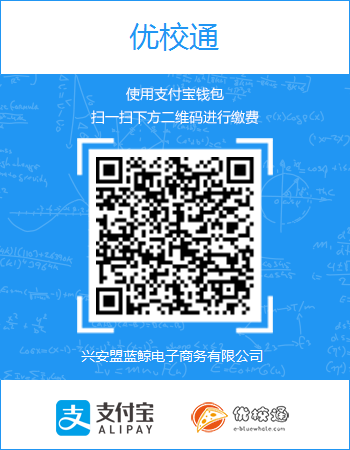 优校通
使用支付宝钱包
扫一扫下方二维码进行缴费
兴安盟蓝鲸电子商务有限公司
支 支付宝
ALIPAY
优校通
e-bluewhale.com